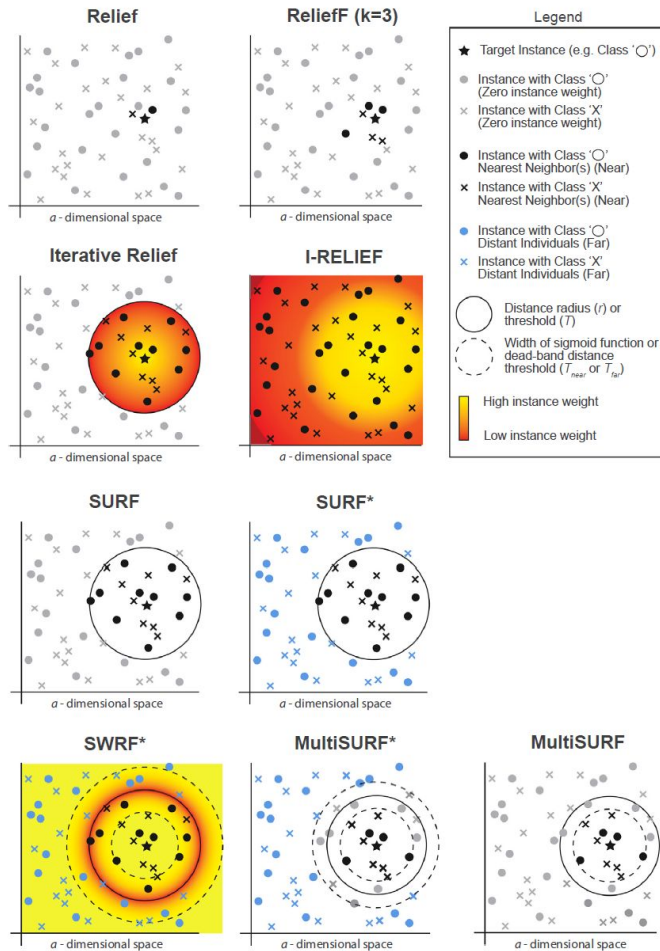 Relief
ReliefF (k=3)
Legend
Target Instance (e.g. Class ‘○’)
Instance with Class ‘○’
(Zero instance weight)
Instance with Class ‘X’
(Zero instance weight)
Instance with Class ‘○’
Nearest Neighbor(s) (Near)
Instance with Class ‘X’
Nearest Neighbor(s) (Near)
Instance with Class ‘○’
Distant Individuals (Far)
Instance with Class ‘X’
Distant Individuals (Far)
Distance radius (r) or
threshold (T)
Width of sigmoid function or
dead-band distance
threshold (Tnear or Tfar)
High instance weight
Low instance weight
a - dimensional space
a - dimensional space
Iterative Relief
I-RELIEF
a - dimensional space
a - dimensional space
SURF
SURF*
a - dimensional space
a - dimensional space
SWRF*
MultiSURF*
MultiSURF
a - dimensional space
a - dimensional space
a - dimensional space